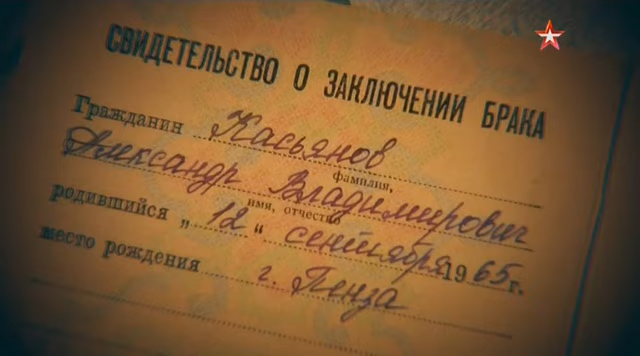 СВИДЕТЕЛЬСТВО О ЗАКЛЮЧЕНИИ БРАКА
Гражданин Касьянов
фамилия,
Александр Владимирович
имя, отчество
родившийся „12“ сентября 1965 г.
место рождения г. Пенза